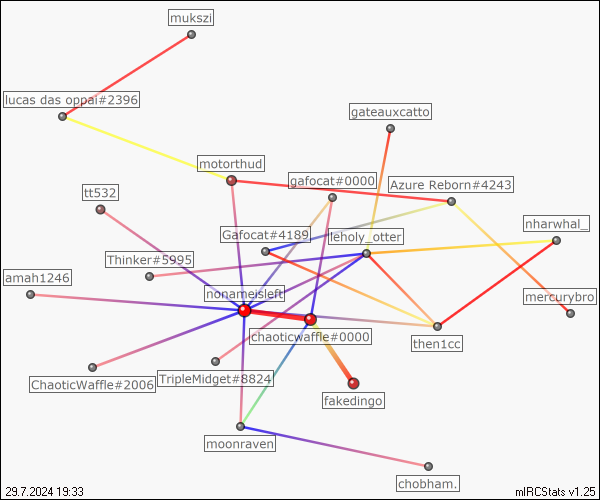 mukszi
lucas das oppai#2396
gateauxcatto
motorthud
gafocat#0000
Azure Reborn#4243
tt532
nharwhal_
Gafocat#4189
leholy_otter
Thinker#5995
amah1246
nonameisleft
mercurybro
chaoticwaffle#0000
then1cc
ChaoticWaffle#2006
TripleMidget#8824
fakedingo
moonraven
chobham.
29.7.2024 19:33
mIRCStats v1.25